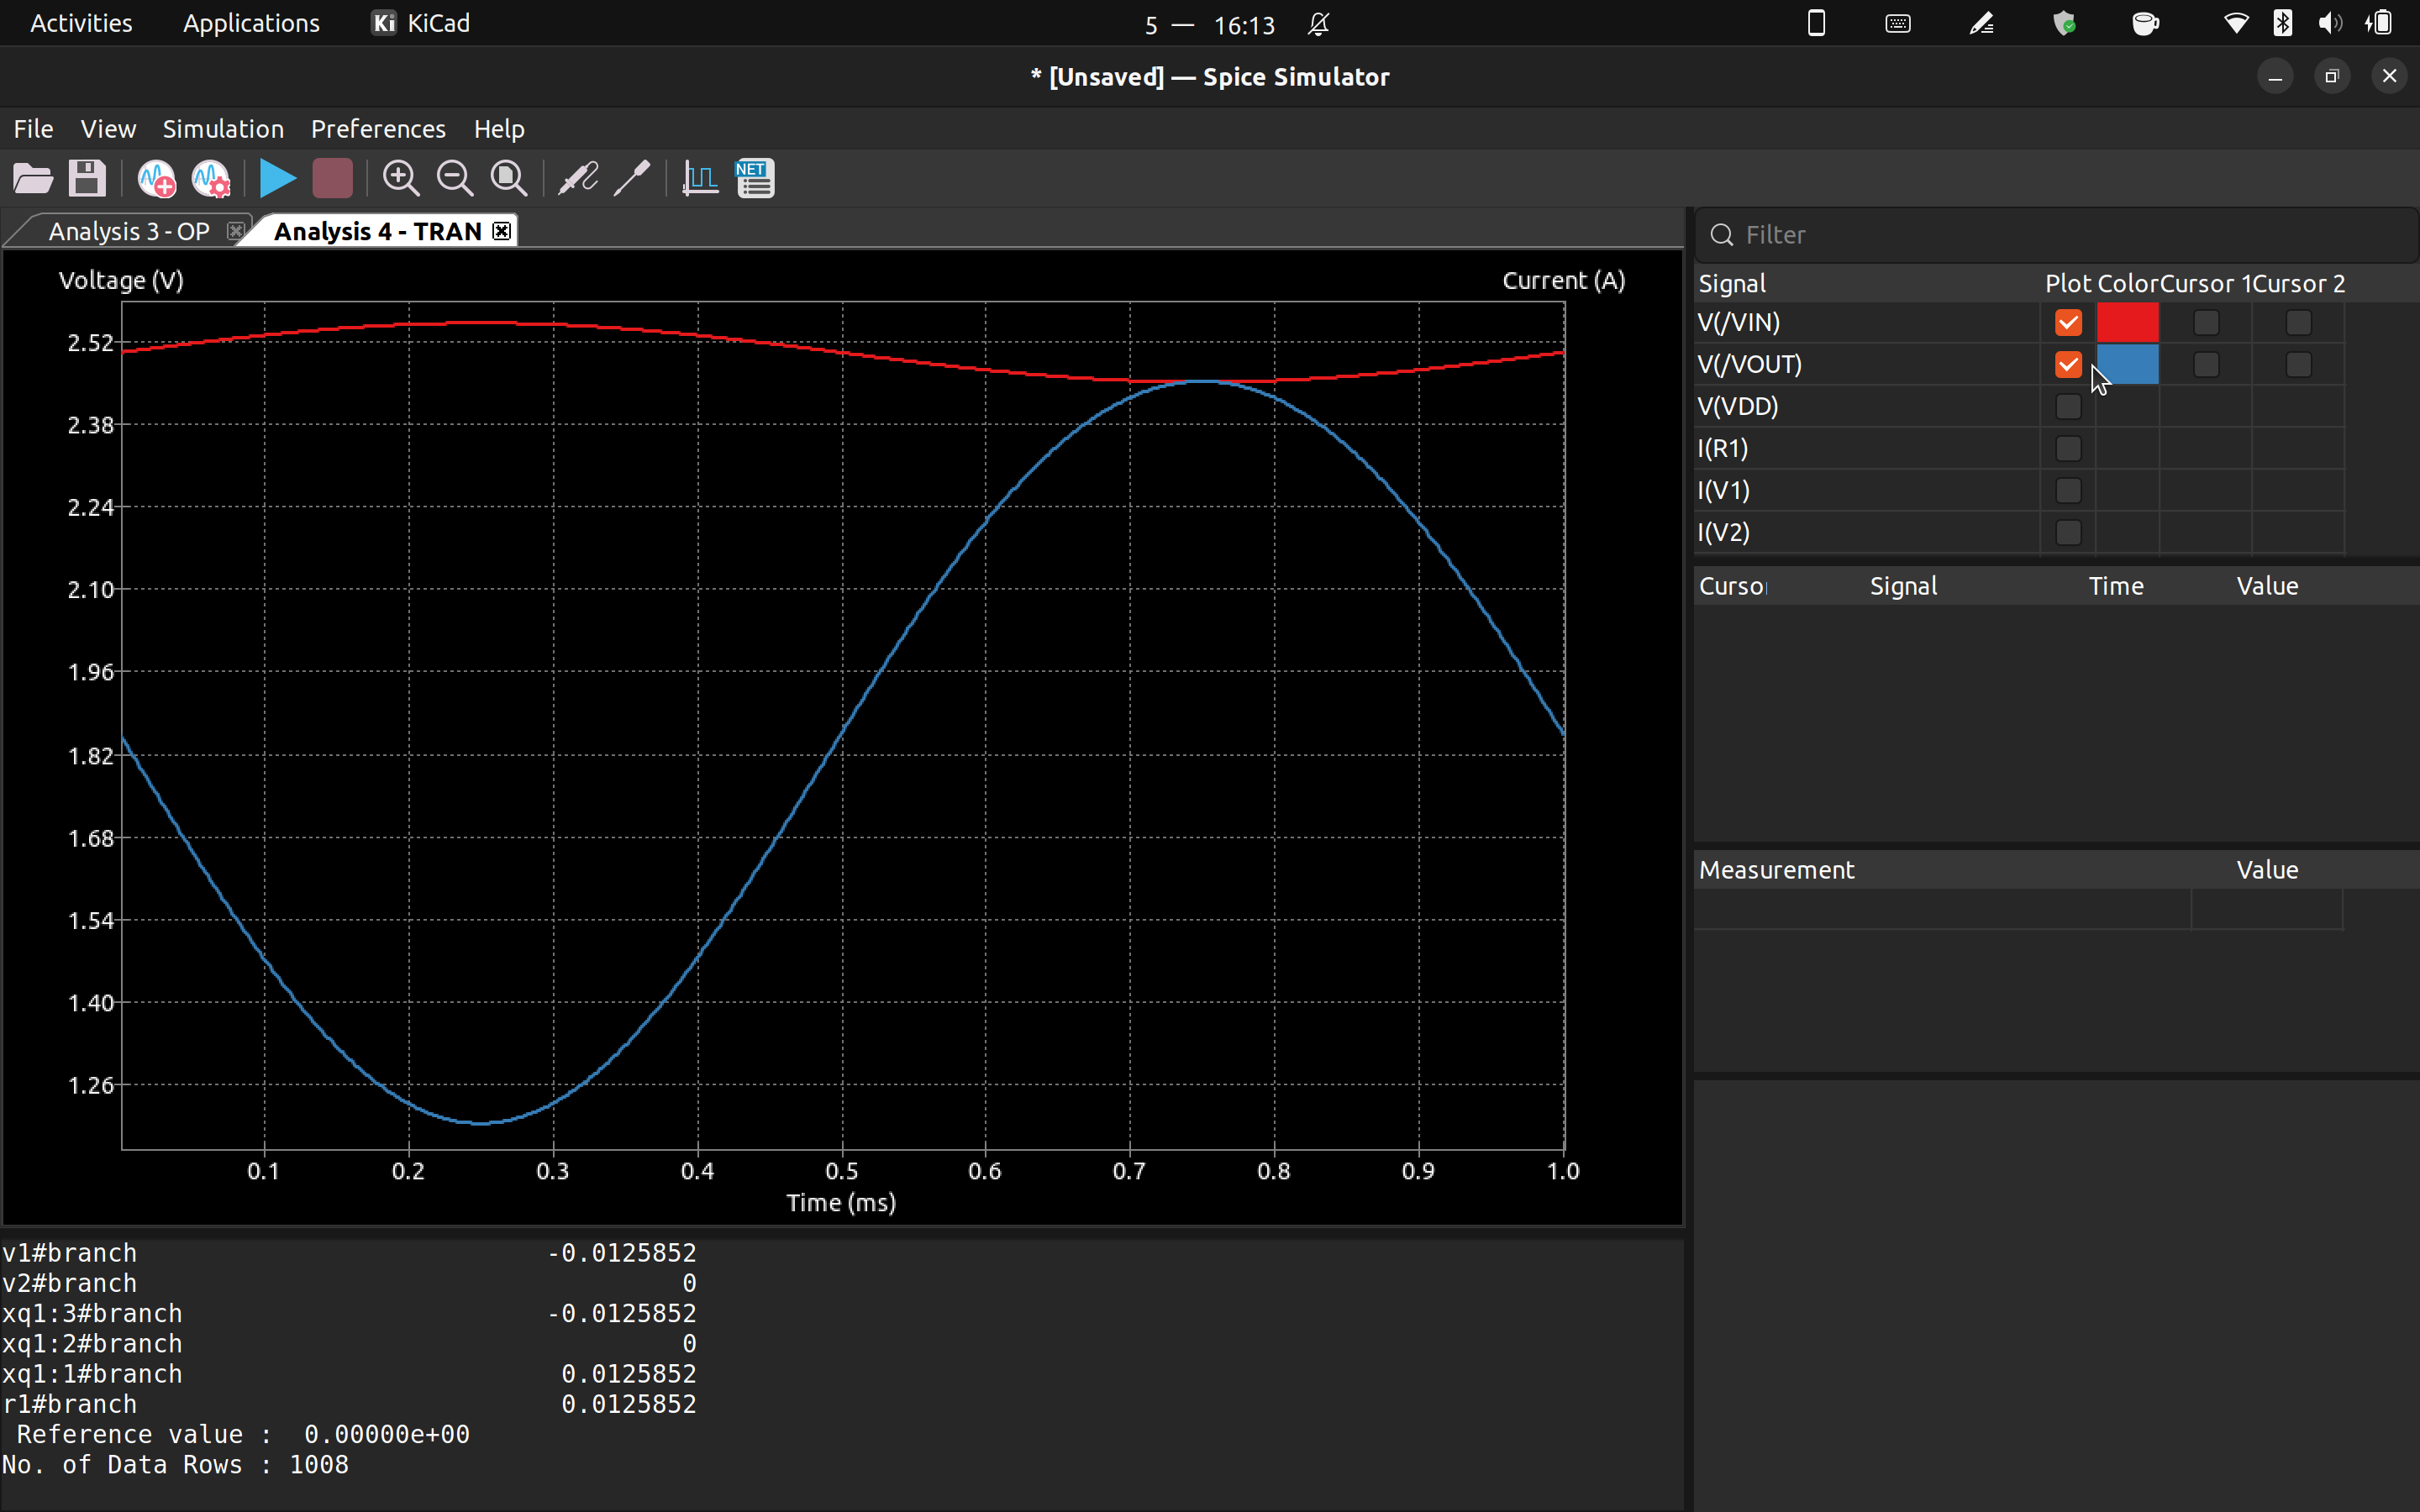 Activities Applications Ki KiCad 5 — 16:13
* [Unsaved] — Spice Simulator
File View Simulation Preferences Help
NET
Analysis 3 - OP Analysis 4 - TRAN
Filter
Voltage (V) Current (A)
2.52
2.38
2.24
2.10
1.96
1.82
1.68
1.54
1.40
1.26
0.1 0.2 0.3 0.4 0.5 0.6 0.7 0.8 0.9 1.0
Time (ms)
Signal Plot Color Cursor 1 Cursor 2
V(/VIN)
V(/VOUT)
V(VDD)
I(R1)
I(V1)
I(V2)
Curso Signal Time Value
Measurement Value
v1#branch -0.0125852
v2#branch 0
xq1:3#branch -0.0125852
xq1:2#branch 0
xq1:1#branch 0.0125852
r1#branch 0.0125852
Reference value : 0.00000e+00
No. of Data Rows : 1008